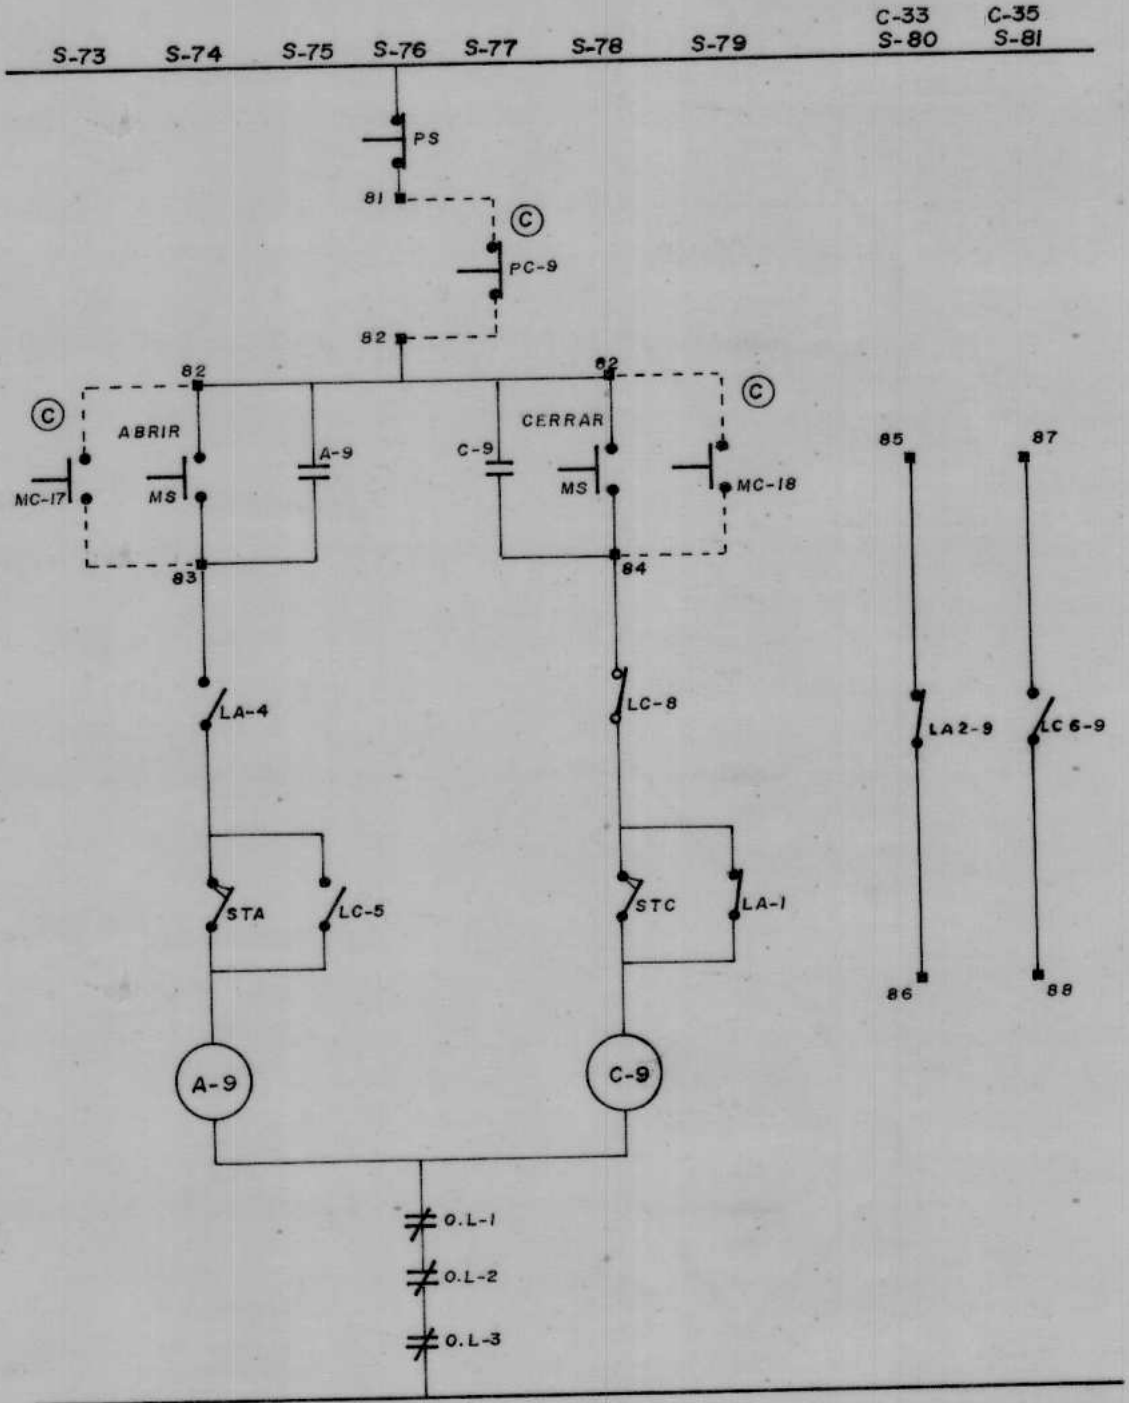 C-33 C-35
S-73 S-74 S-75 S-76 S-77 S-78 S-79 S-80 S-81
PS
81
C
PC-9
82
82 82
C C
ABRIR A-9 C-9 CERRAR 85 87
MC-17 MS MS MC-18
83 84
LA-4 LC-8 LA2-9 LC6-9
STA LC-5 STC LA-1
86 88
A-9 C-9
O.L-1
O.L-2
O.L-3